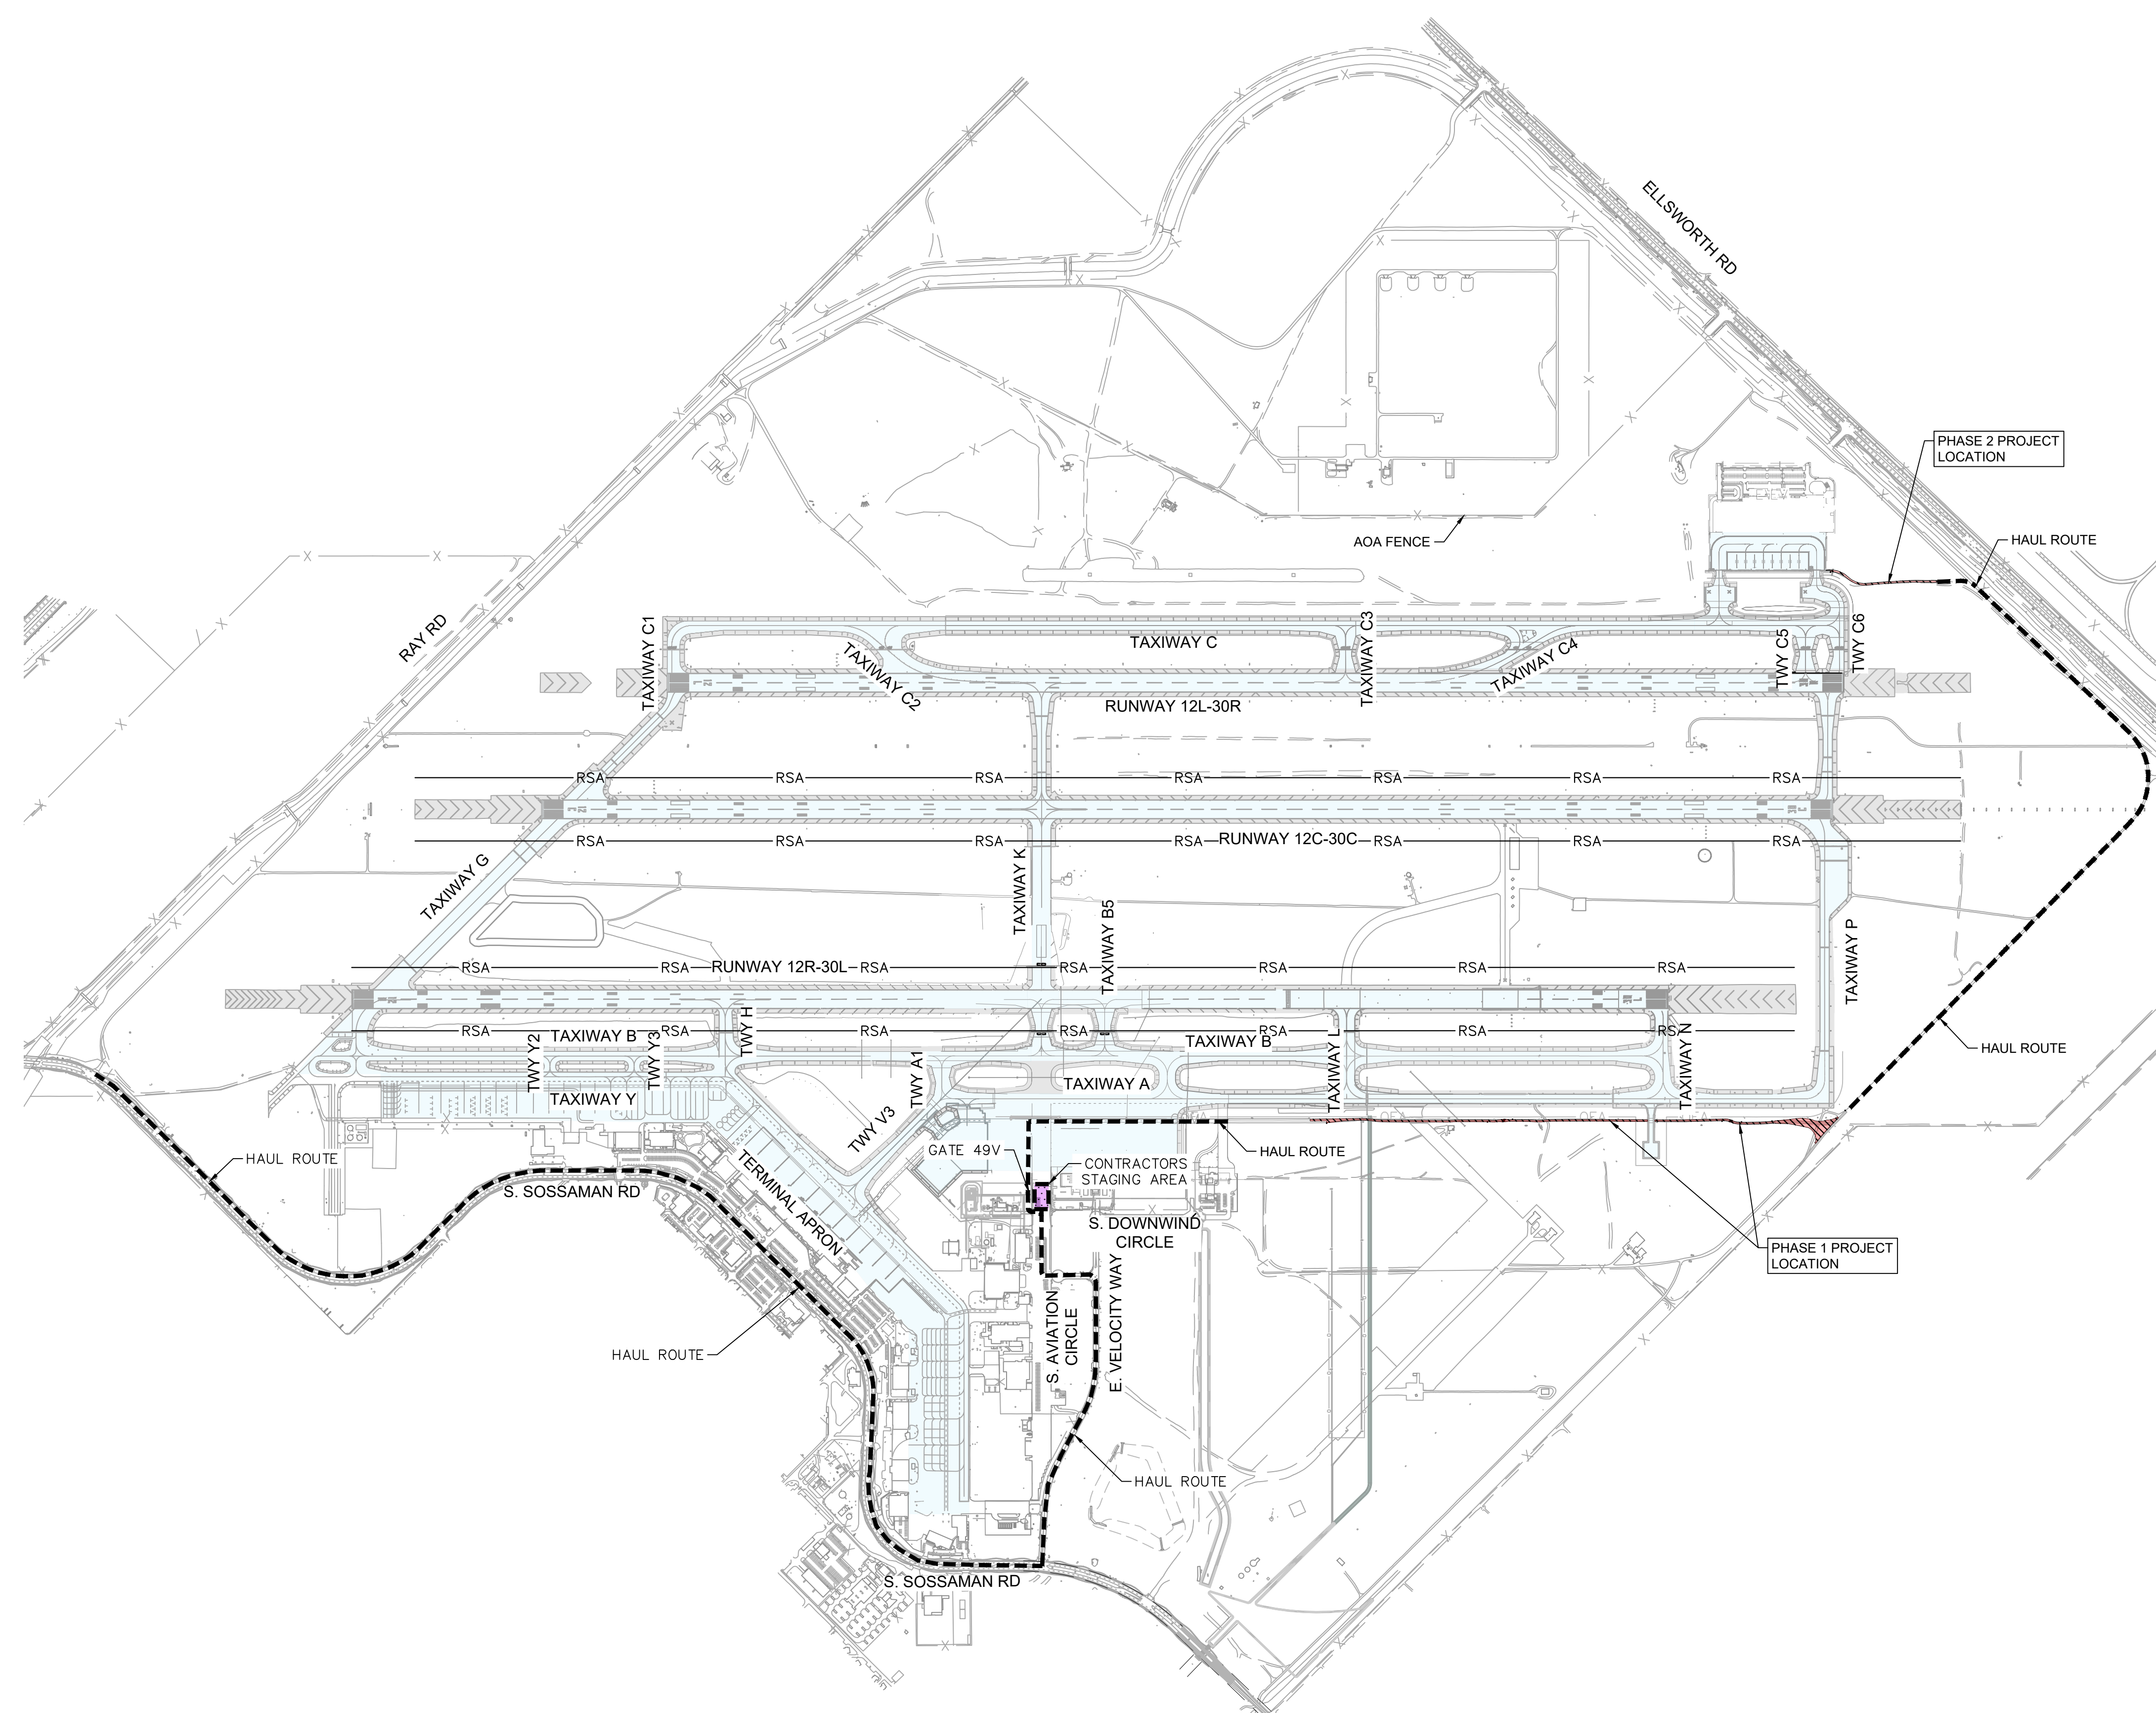 ELLSWORTH RD
PHASE 2 PROJECT
LOCATION
HAUL ROUTE
AOA FENCE
RAY RD
TAXIWAY C1
TAXIWAY C2
TAXIWAY C
TAXIWAY C3
TAXIWAY C4
TWY C5
TWY C6
RUNWAY 12L-30R
RSA RSA RSA RSA RSA RSA RSA
RSA RSA RSA RSA RUNWAY 12C-30C RSA RSA RSA
TAXIWAY G
TAXIWAY K
TAXIWAY B5
TAXIWAY P
RSA RSA RUNWAY 12R-30L RSA RSA RSA RSA RSA
RSA RSA RSA RSA RSA RSA RSA
TAXIWAY B
TWY Y2
TWY Y3
TWY H
TWY A1
TAXIWAY B
TAXIWAY L
TAXIWAY N
HAUL ROUTE
TAXIWAY A
TAXIWAY Y
OFA
OFA
TWY V3
GATE 49V
CONTRACTORS
STAGING AREA
HAUL ROUTE
HAUL ROUTE
S. SOSSAMAN RD
TERMINAL APRON
S. DOWNWIND
CIRCLE
PHASE 1 PROJECT
LOCATION
S. AVIATION
CIRCLE
E. VELOCITY WAY
HAUL ROUTE
HAUL ROUTE
S. SOSSAMAN RD